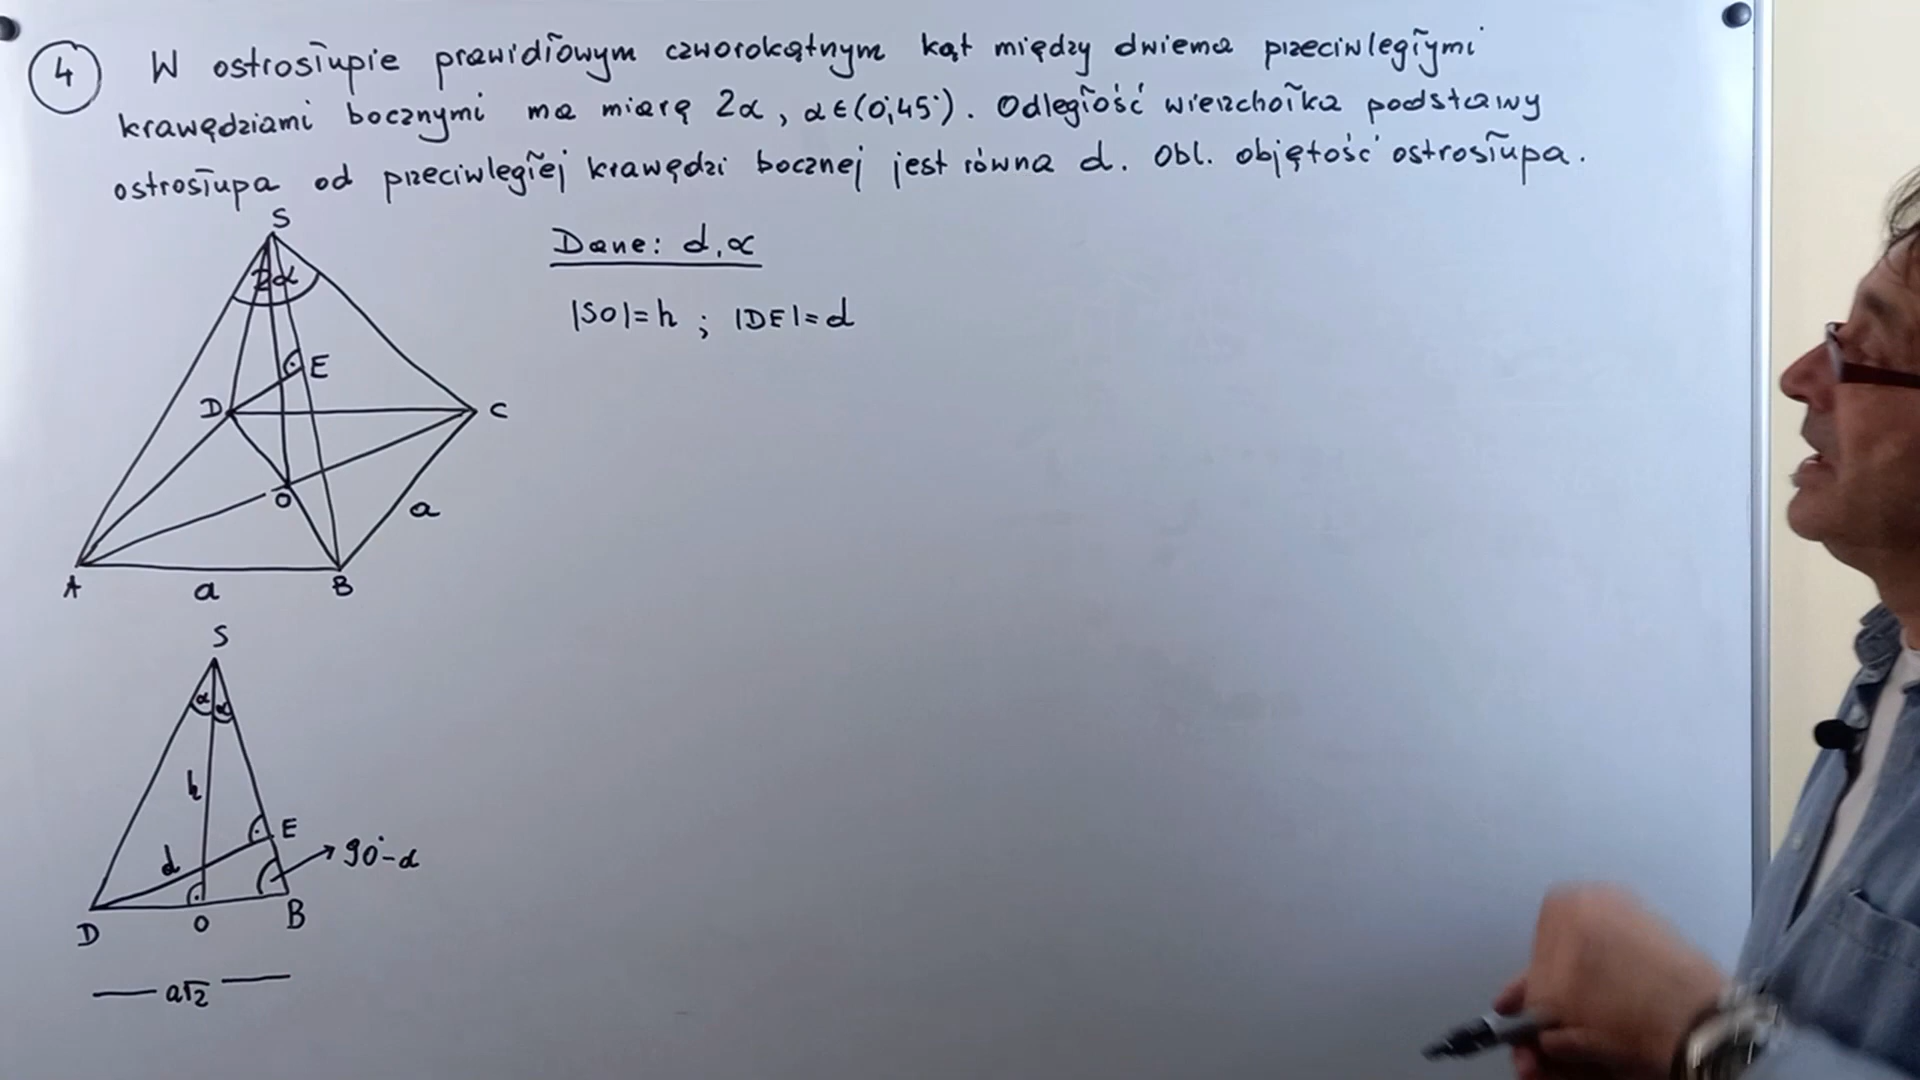 4 W ostrosłupie prawidłowym czworokątnym kąt między dwiema przeciwległymi
krawędziami bocznymi ma miarę 2α, α∈(0°,45°). Odległość wierzchołka podstawy
ostrosłupa od przeciwległej krawędzi bocznej jest równa d. Obl. objętość ostrosłupa.
S
Dane: d, α
2α
|SO|=h ; |DE|=d
E
D
C
O
a
A
a
B
S
α α
h
E
d
90°-α
D
O
B
a√2